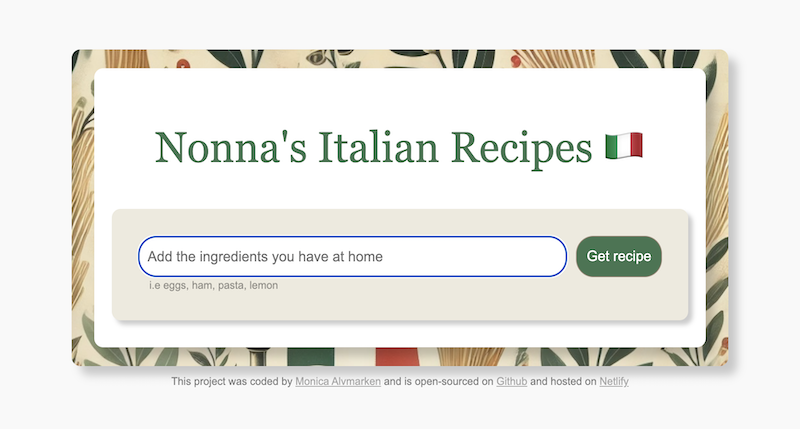 Nonna's Italian Recipes 🇮🇹
Add the ingredients you have at home
Get recipe
i.e eggs, ham, pasta, lemon
This project was coded by Monica Alvmarken and is open-sourced on Github and hosted on Netlify